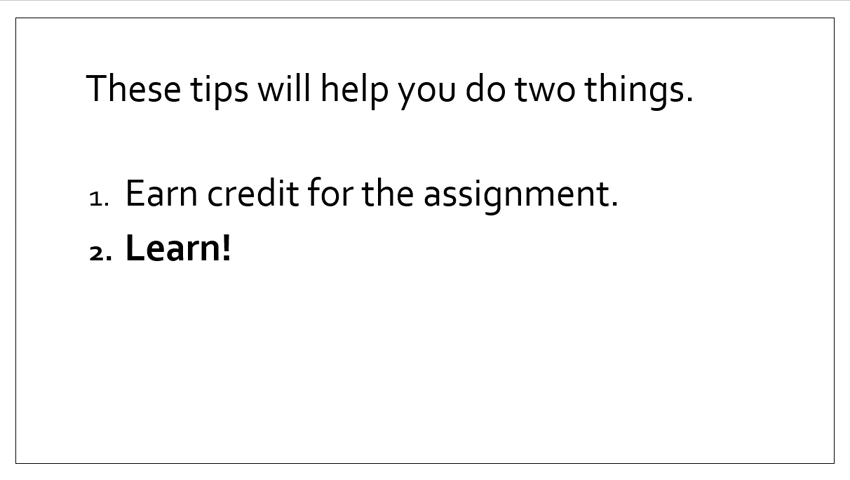 These tips will help you do two things.
1. Earn credit for the assignment.
2. Learn!